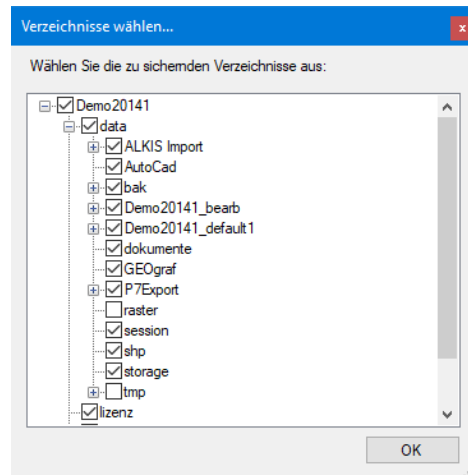 Verzeichnisse wählen...
Wählen Sie die zu sichernden Verzeichnisse aus:
Demo20141
data
ALKIS Import
AutoCad
bak
Demo20141_bearb
Demo20141_default1
dokumente
GEOgraf
P7Export
raster
session
shp
storage
tmp
lizenz
OK